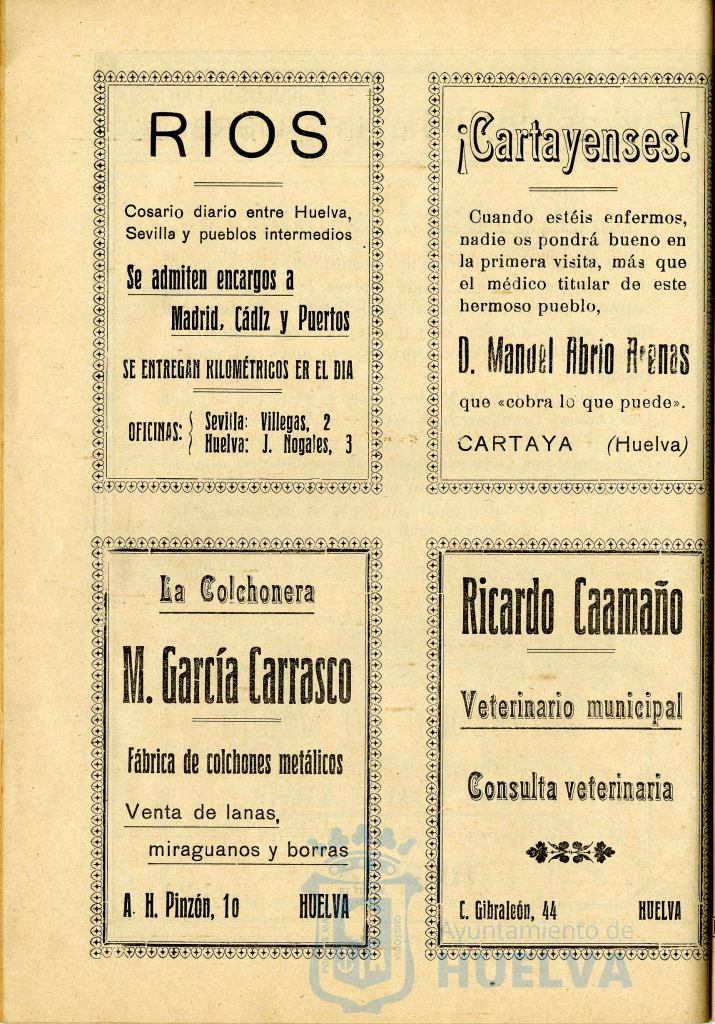 RIOS
Cosario diario entre Huelva,
Sevilla y pueblos intermedios
Se admiten encargos a
Madrid, Cádiz y Puertos
SE ENTREGAN KILOMÉTRICOS ER EL DIA
OFICINAS: Sevilla: Villegas, 2
Huelva: J. Nogales, 3
¡Cartayenses!
Cuando estéis enfermos,
nadie os pondrá bueno en
la primera visita, más que
el médico titular de este
hermoso pueblo,
D. Manuel Abrio Arenas
que «cobra lo que puede».
CARTAYA (Huelva)
La Colchonera
M. García Carrasco
Fábrica de colchones metálicos
Venta de lanas,
miraguanos y borras
A. H. Pinzón, 10 HUELVA
Ricardo Caamaño
Veterinario municipal
Consulta veterinaria
C. Gibraleón, 44 HUELVA
Ayuntamiento de
HUELVA